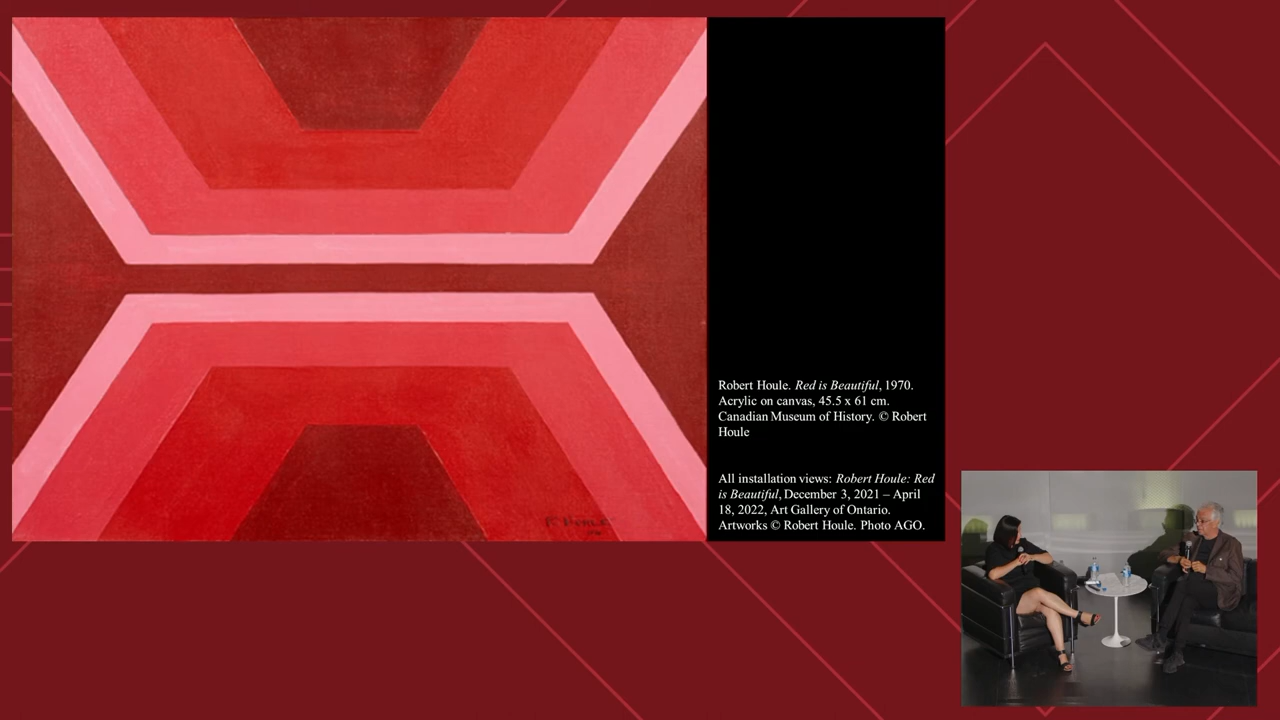 Robert Houle. Red is Beautiful, 1970.
Acrylic on canvas, 45.5 x 61 cm.
Canadian Museum of History. © Robert
Houle
All installation views: Robert Houle: Red
is Beautiful, December 3, 2021 – April
18, 2022, Art Gallery of Ontario.
Artworks © Robert Houle. Photo AGO.